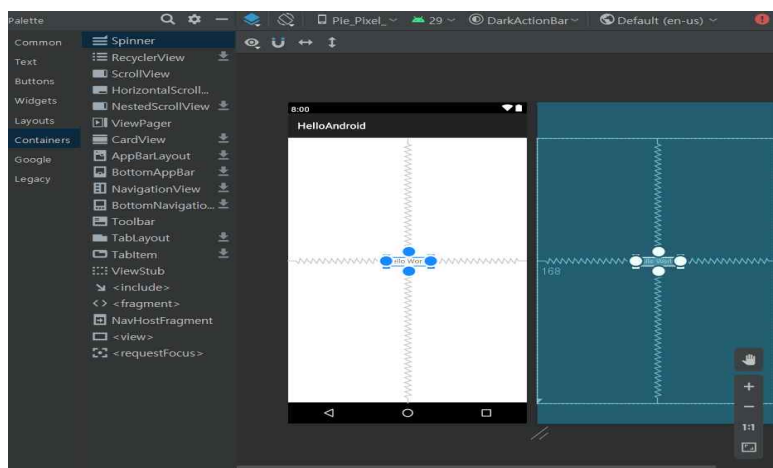 Palette
Pie_Pixel_
29
DarkActionBar
Default (en-us)
Common
Text
Buttons
Widgets
Layouts
Containers
Google
Legacy
Spinner
RecyclerView
ScrollView
HorizontalScroll...
NestedScrollView
ViewPager
CardView
AppBarLayout
BottomAppBar
NavigationView
BottomNavigatio...
Toolbar
TabLayout
TabItem
ViewStub
<include>
<fragment>
NavHostFragment
<view>
<requestFocus>
8:00
HelloAndroid
168
1:1